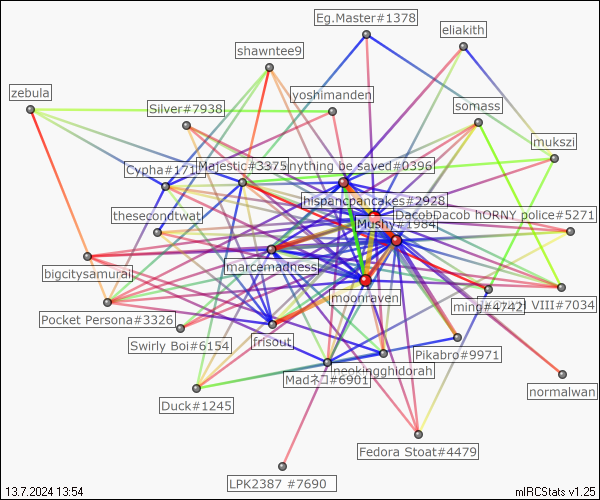 Eg.Master#1378
eliakith
shawntee9
zebula
yoshimanden
Silver#7938
somass
mukszi
Cypha#171
Majestic#3375
nything be saved#0396
hispancpancakes#2928
thesecondtwat
DacobDacob hORNY police#5271
Mushy#1984
marcemadness
bigcitysamurai
moonraven
ming#4742
VIII#7034
Pocket Persona#3326
Swirly Boi#6154
frisout
Pikabro#9971
Madネコ#6901
neokingghidorah
normalwan
Duck#1245
Fedora Stoat#4479
LPK2387 #7690
13.7.2024 13:54
mIRCStats v1.25